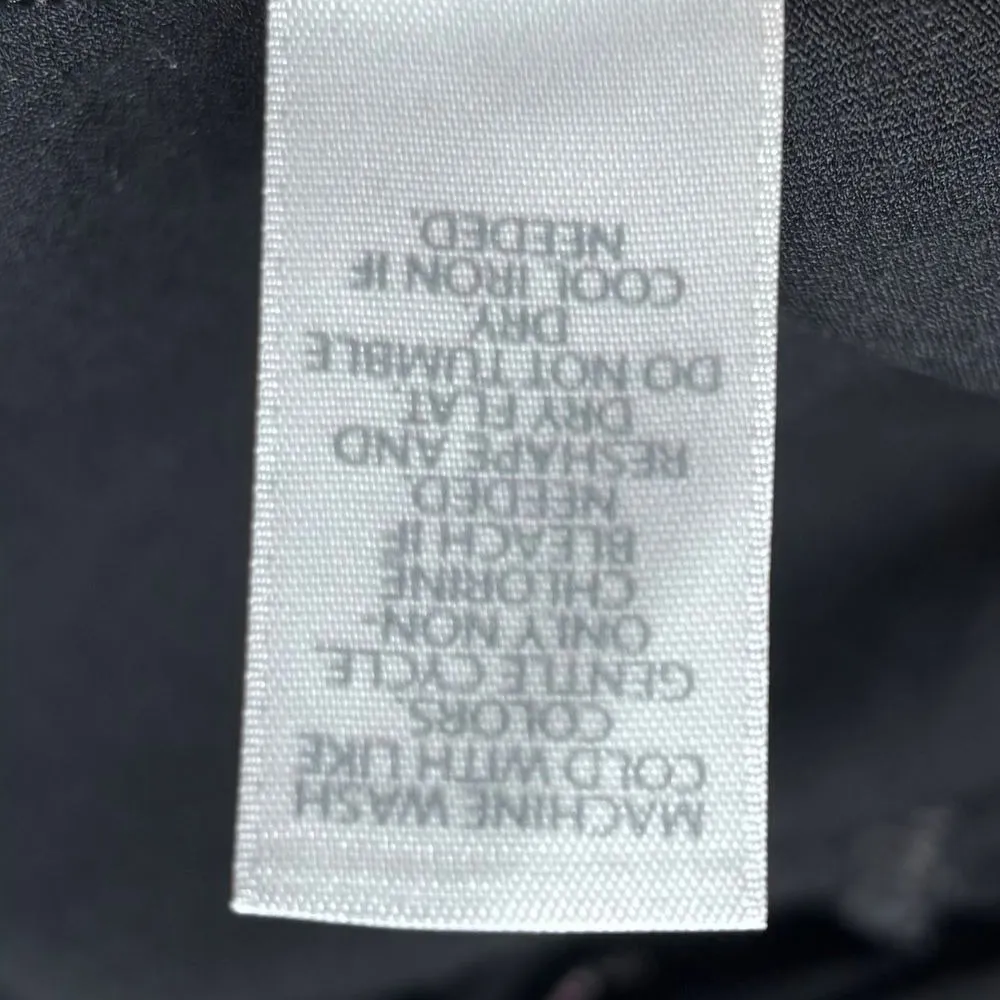 MACHINE WASH
COLD WITH LIKE
COLORS
GENTLE CYCLE
ONLY NON-
CHLORINE
BLEACH IF
NEEDED
RESHAPE AND
DRY FLAT
DO NOT TUMBLE
DRY
COOL IRON IF
NEEDED.